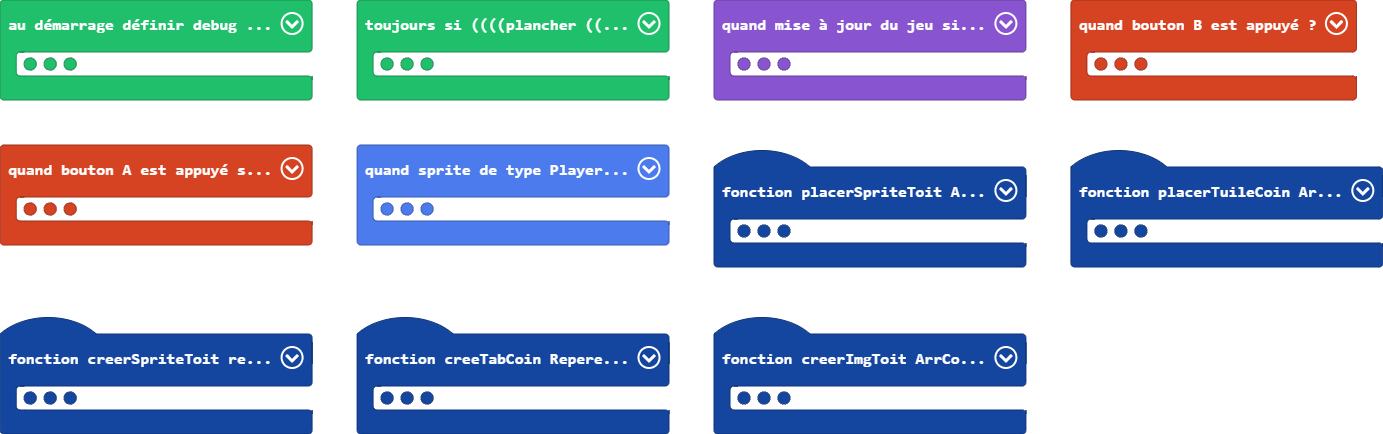 au démarrage définir debug ...
toujours si ((((plancher ((...
quand mise à jour du jeu si...
quand bouton B est appuyé ?
quand bouton A est appuyé s...
quand sprite de type Player...
fonction placerSpriteToit A...
fonction placerTuileCoin Ar...
fonction creerSpriteToit re...
fonction creeTabCoin Repere...
fonction creerImgToit ArrCo...